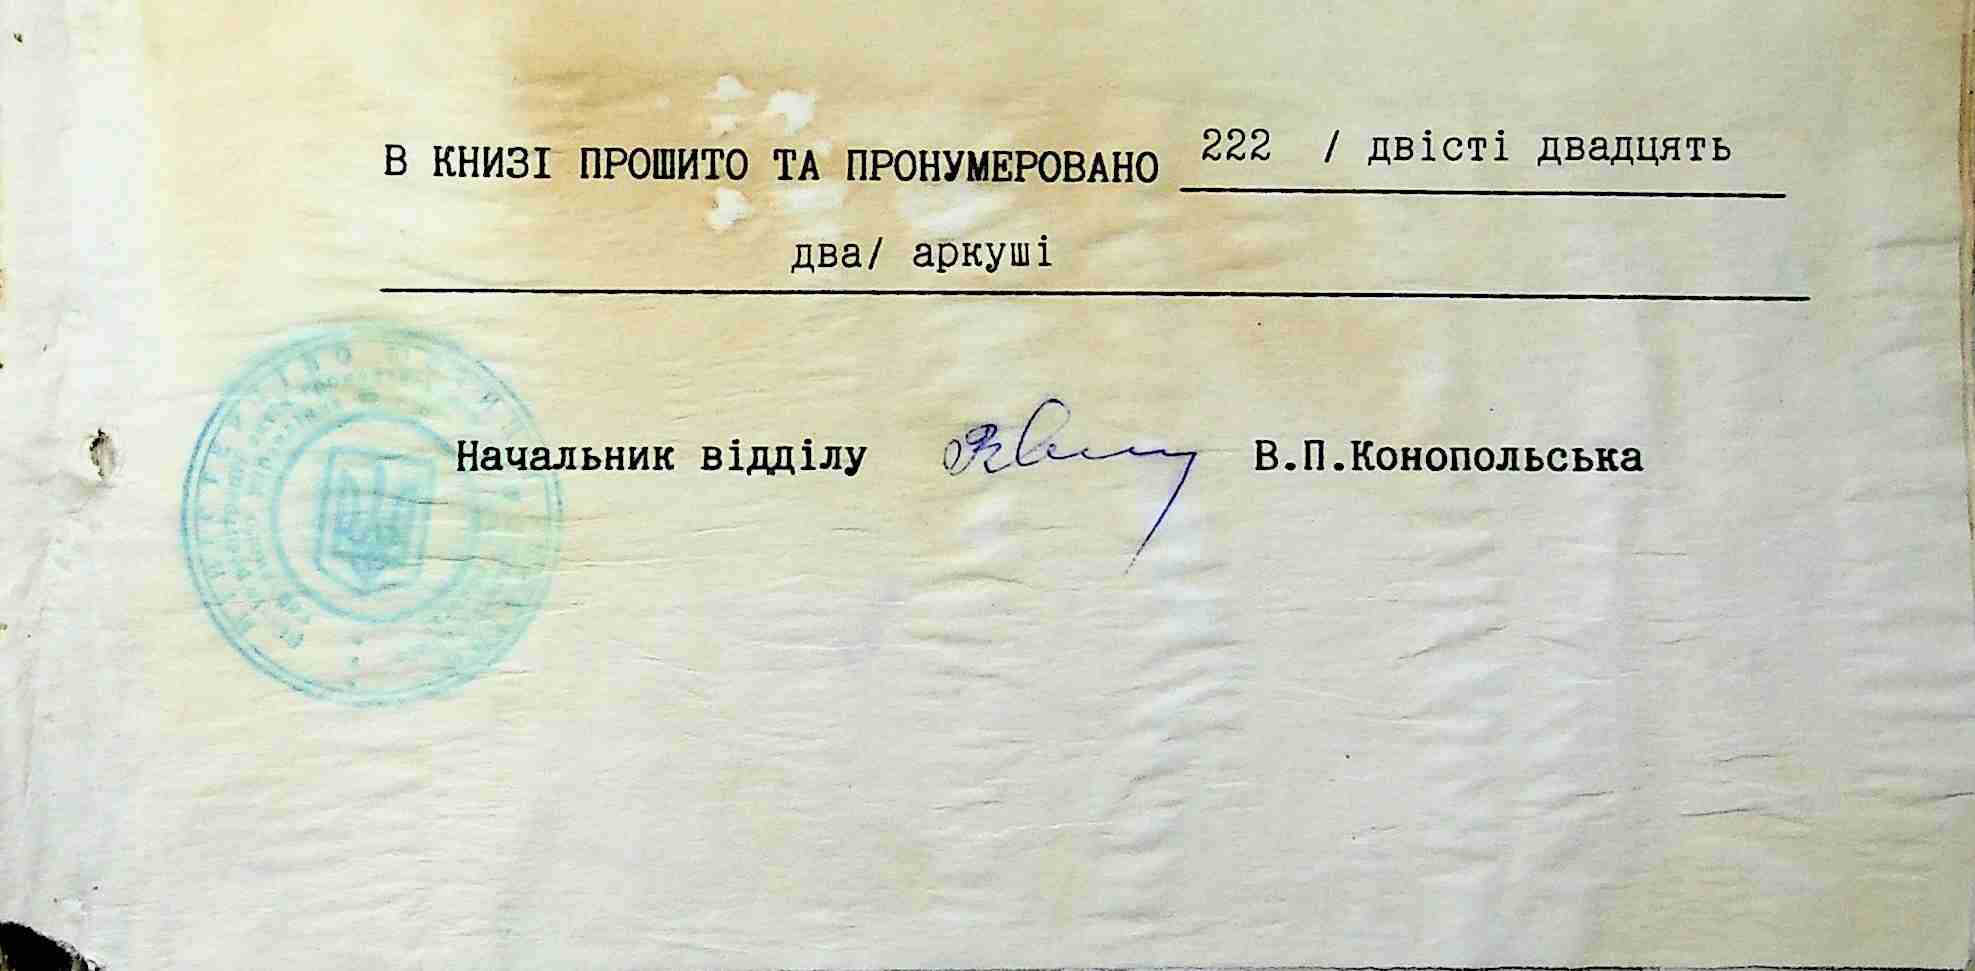 В КНИЗІ ПРОШИТО ТА ПРОНУМЕРОВАНО 222 / двісті двадцять
два/ аркуші
Начальник відділу В.П.Конопольська